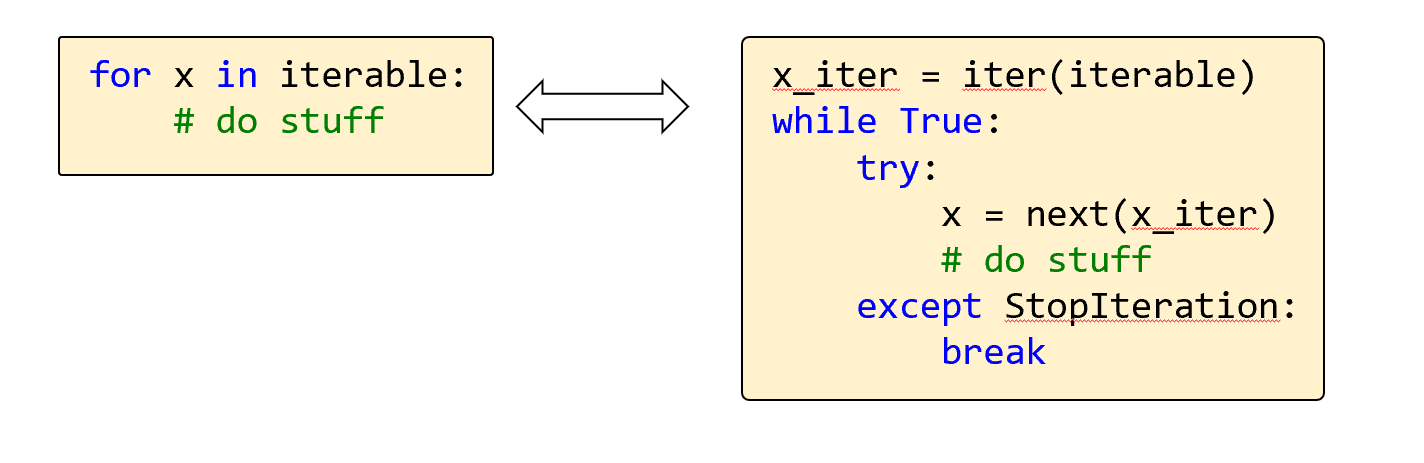 for x in iterable:
    # do stuff
x_iter = iter(iterable)
while True:
    try:
        x = next(x_iter)
        # do stuff
    except StopIteration:
        break